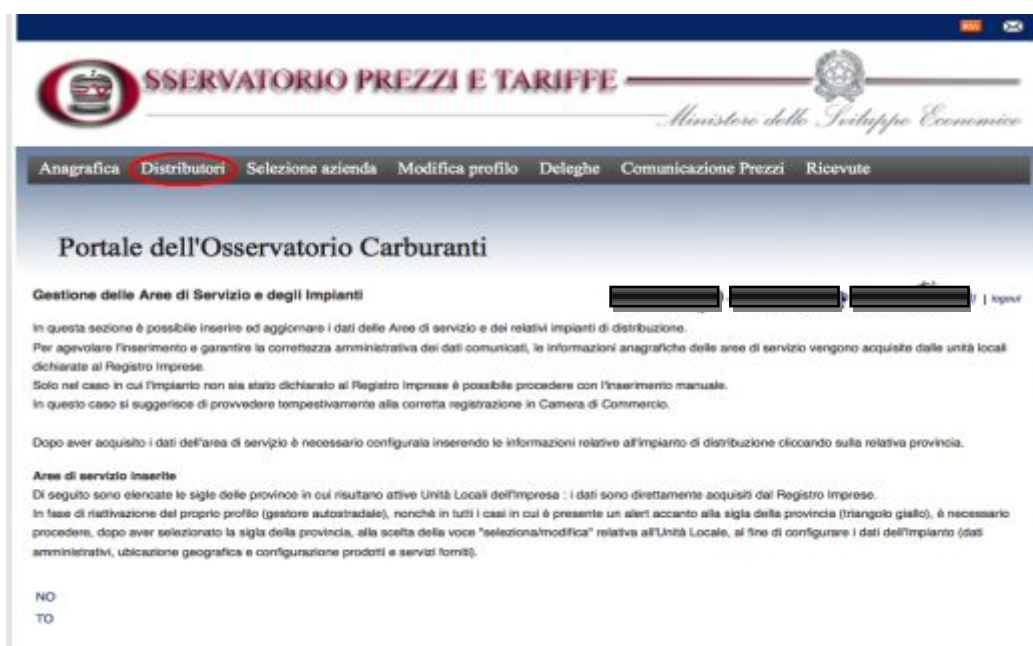 RSS
OSSERVATORIO PREZZI E TARIFFE
Ministero dello Sviluppo Economico
Anagrafica Distributori Selezione azienda Modifica profilo Deleghe Comunicazione Prezzi Ricevute
Portale dell'Osservatorio Carburanti
Gestione delle Aree di Servizio e degli Impianti
| logout
In questa sezione è possibile inserire ed aggiornare i dati delle Aree di servizio e dei relativi impianti di distribuzione.
Per agevolare l'inserimento e garantire la correttezza amministrativa dei dati comunicati, le informazioni anagrafiche delle aree di servizio vengono acquisite dalle unità locali
dichiarate al Registro Imprese.
Solo nel caso in cui l'impianto non sia stato dichiarato al Registro Imprese è possibile procedere con l'inserimento manuale.
In questo caso si suggerisce di provvedere tempestivamente alla corretta registrazione in Camera di Commercio.
Dopo aver acquisito i dati dell'area di servizio è necessario configurala inserendo le informazioni relative all'impianto di distribuzione cliccando sulla relativa provincia.
Aree di servizio inserite
Di seguito sono elencate le sigle delle province in cui risultano attive Unità Locali dell'Impresa : i dati sono direttamente acquisiti dal Registro Imprese.
In fase di riattivazione del proprio profilo (gestore autostradale), nonchè in tutti i casi in cui è presente un alert accanto alla sigla della provincia (triangolo giallo), è necessario
procedere, dopo aver selezionato la sigla della provincia, alla scelta della voce "seleziona/modifica" relativa all'Unità Locale, al fine di configurare i dati dell'impianto (dati
amministrativi, ubicazione geografica e configurazione prodotti e servizi forniti).
NO
TO